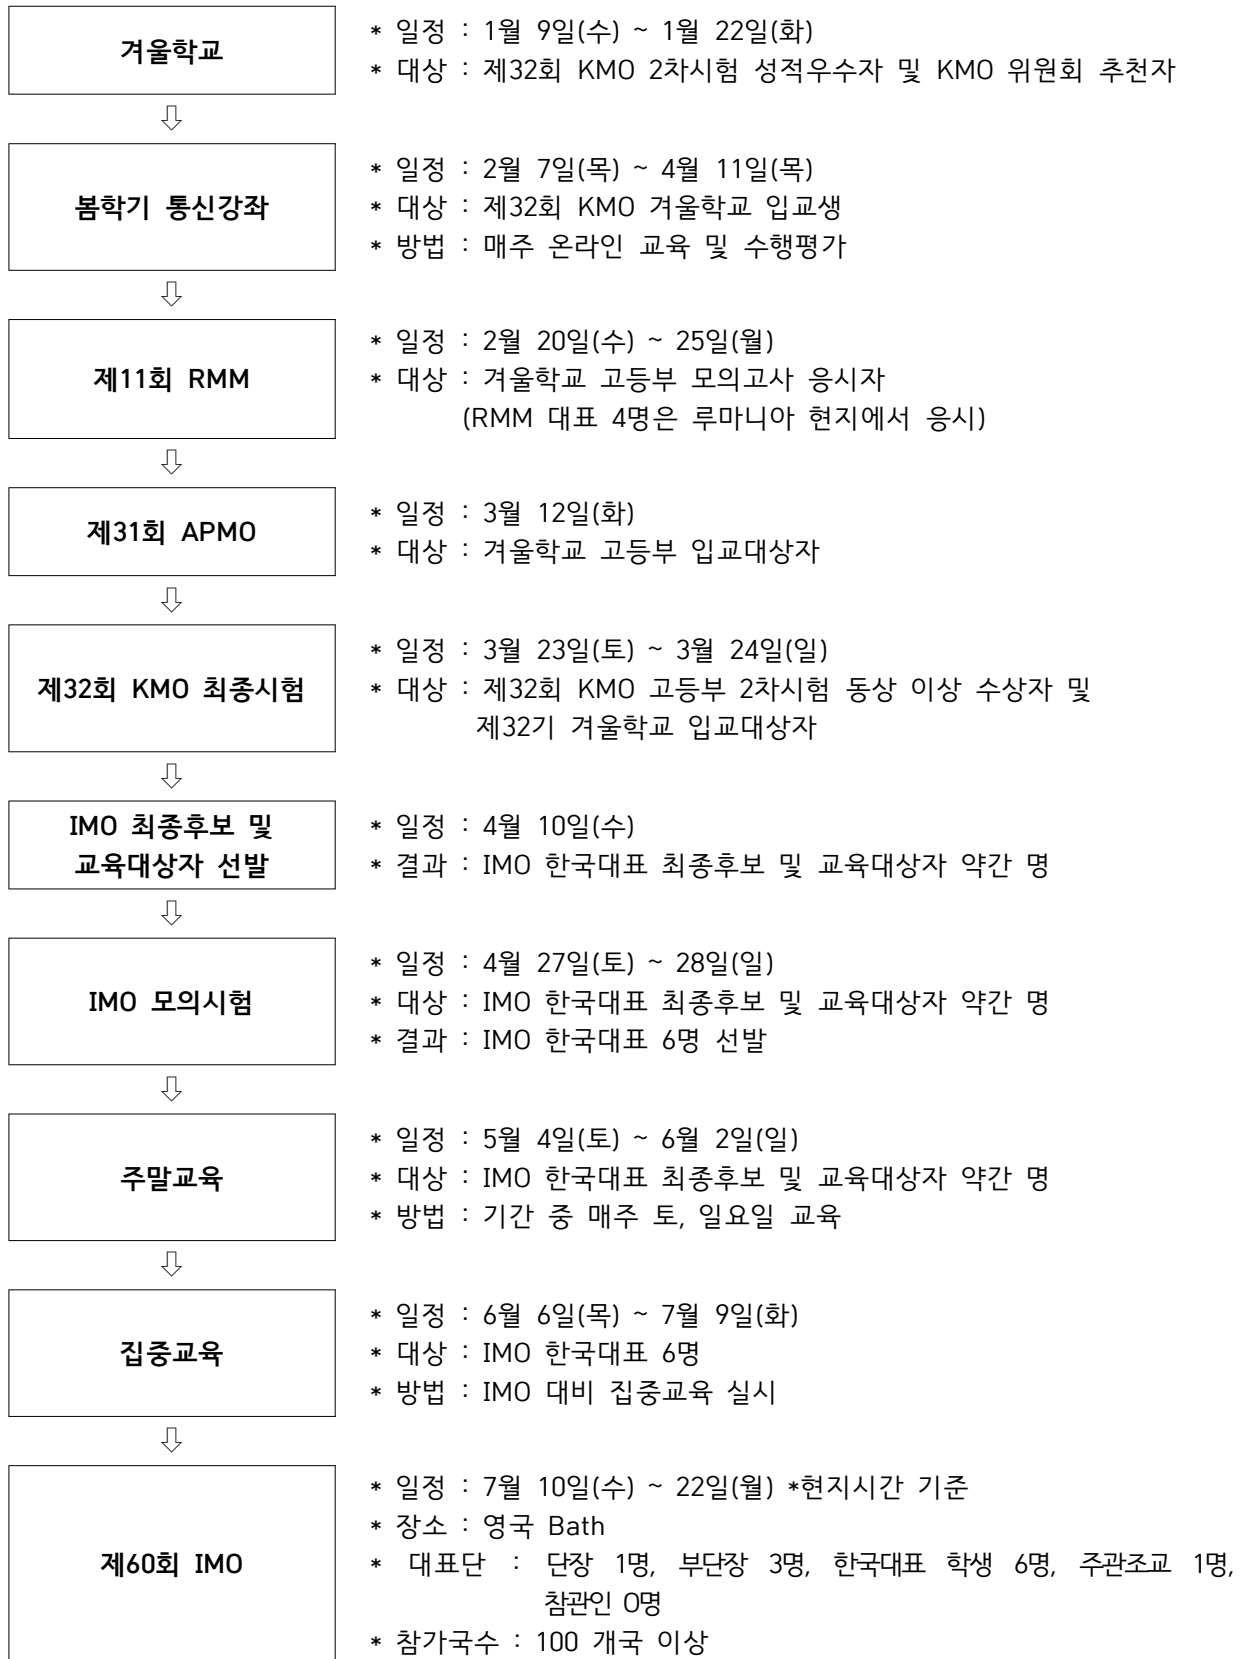 겨울학교
* 일정 : 1월 9일(수) ~ 1월 22일(화)
* 대상 : 제32회 KMO 2차시험 성적우수자 및 KMO 위원회 추천자
⇩
봄학기 통신강좌
* 일정 : 2월 7일(목) ~ 4월 11일(목)
* 대상 : 제32회 KMO 겨울학교 입교생
* 방법 : 매주 온라인 교육 및 수행평가
⇩
제11회 RMM
* 일정 : 2월 20일(수) ~ 25일(월)
* 대상 : 겨울학교 고등부 모의고사 응시자
(RMM 대표 4명은 루마니아 현지에서 응시)
⇩
제31회 APMO
* 일정 : 3월 12일(화)
* 대상 : 겨울학교 고등부 입교대상자
⇩
제32회 KMO 최종시험
* 일정 : 3월 23일(토) ~ 3월 24일(일)
* 대상 : 제32회 KMO 고등부 2차시험 동상 이상 수상자 및
제32기 겨울학교 입교대상자
⇩
IMO 최종후보 및
교육대상자 선발
* 일정 : 4월 10일(수)
* 결과 : IMO 한국대표 최종후보 및 교육대상자 약간 명
⇩
IMO 모의시험
* 일정 : 4월 27일(토) ~ 28일(일)
* 대상 : IMO 한국대표 최종후보 및 교육대상자 약간 명
* 결과 : IMO 한국대표 6명 선발
⇩
주말교육
* 일정 : 5월 4일(토) ~ 6월 2일(일)
* 대상 : IMO 한국대표 최종후보 및 교육대상자 약간 명
* 방법 : 기간 중 매주 토, 일요일 교육
⇩
집중교육
* 일정 : 6월 6일(목) ~ 7월 9일(화)
* 대상 : IMO 한국대표 6명
* 방법 : IMO 대비 집중교육 실시
⇩
제60회 IMO
* 일정 : 7월 10일(수) ~ 22일(월) *현지시간 기준
* 장소 : 영국 Bath
* 대표단 : 단장 1명, 부단장 3명, 한국대표 학생 6명, 주관조교 1명,
참관인 0명
* 참가국수 : 100 개국 이상